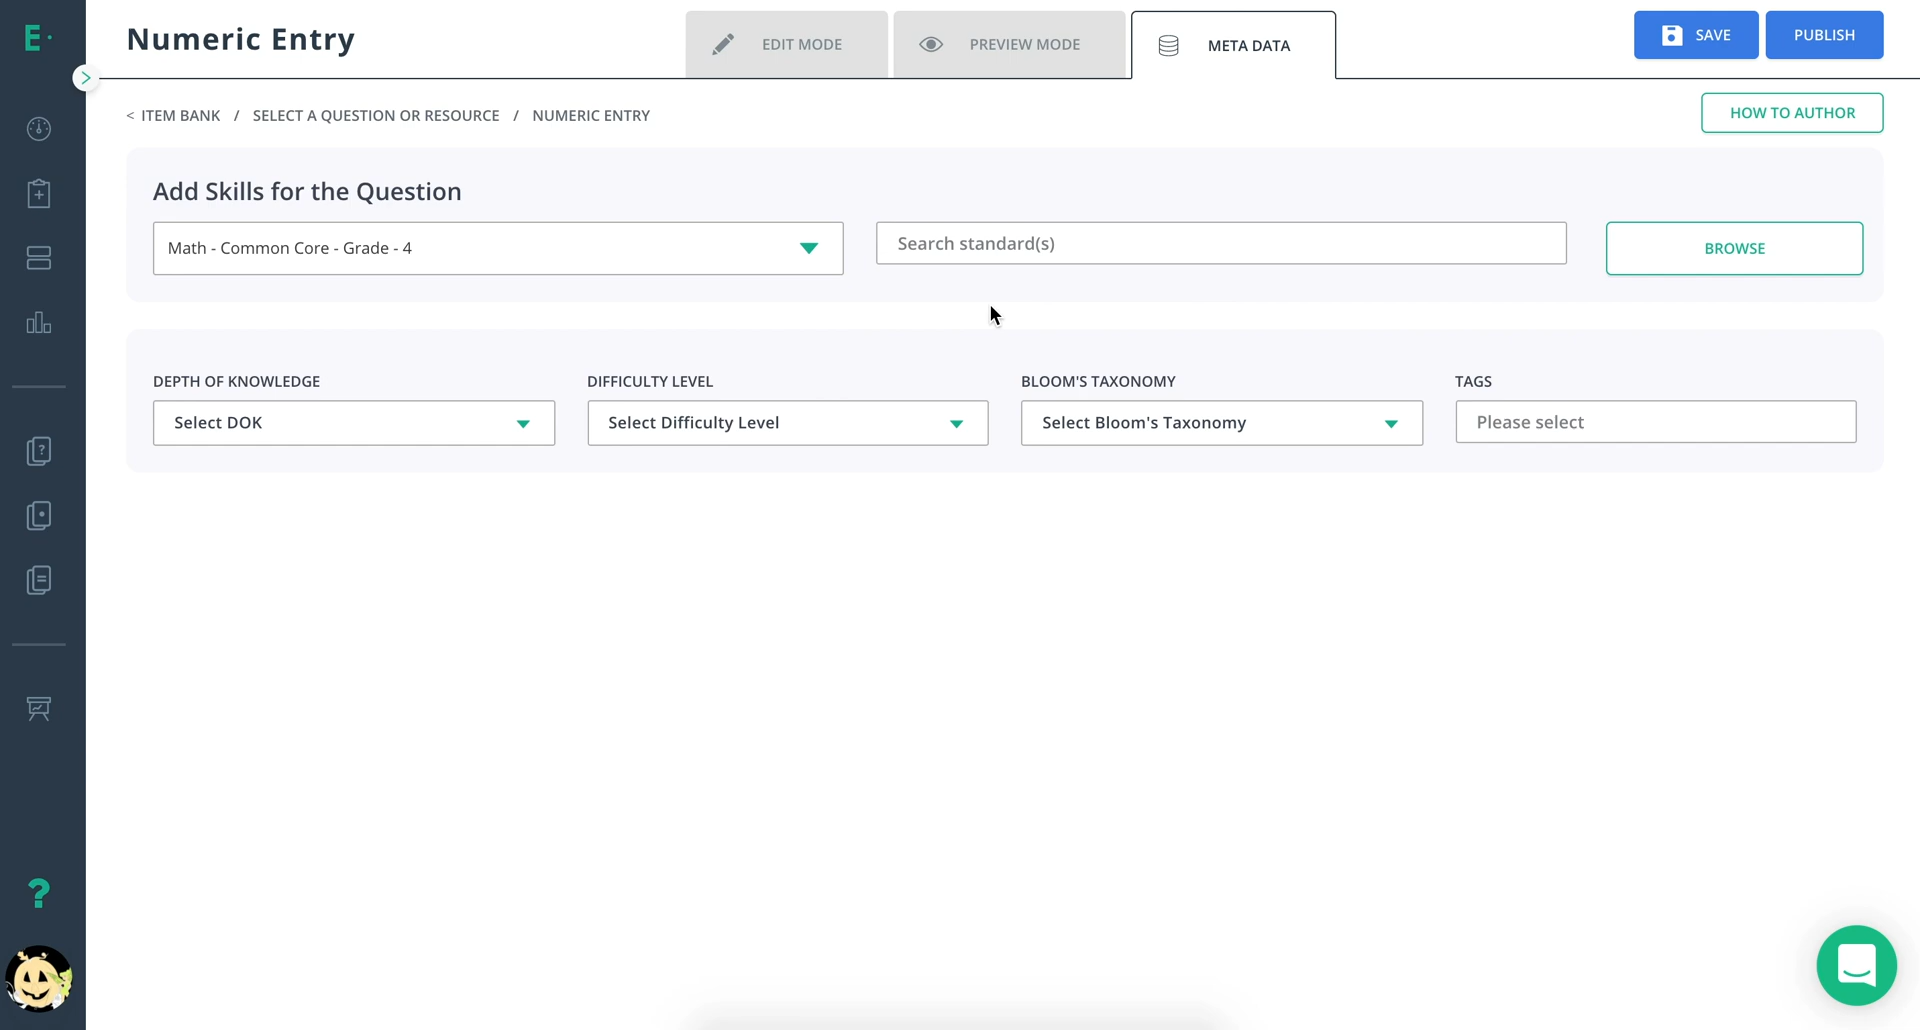 E
Numeric Entry
EDIT MODE
PREVIEW MODE
META DATA
SAVE
PUBLISH
< ITEM BANK / SELECT A QUESTION OR RESOURCE / NUMERIC ENTRY
HOW TO AUTHOR
Add Skills for the Question
Math - Common Core - Grade - 4
Search standard(s)
BROWSE
DEPTH OF KNOWLEDGE
DIFFICULTY LEVEL
BLOOM'S TAXONOMY
TAGS
Select DOK
Select Difficulty Level
Select Bloom's Taxonomy
Please select
?